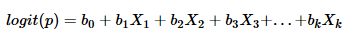 logit(p) = b₀ + b₁X₁ + b₂X₂ + b₃X₃+. . . +bₖXₖ